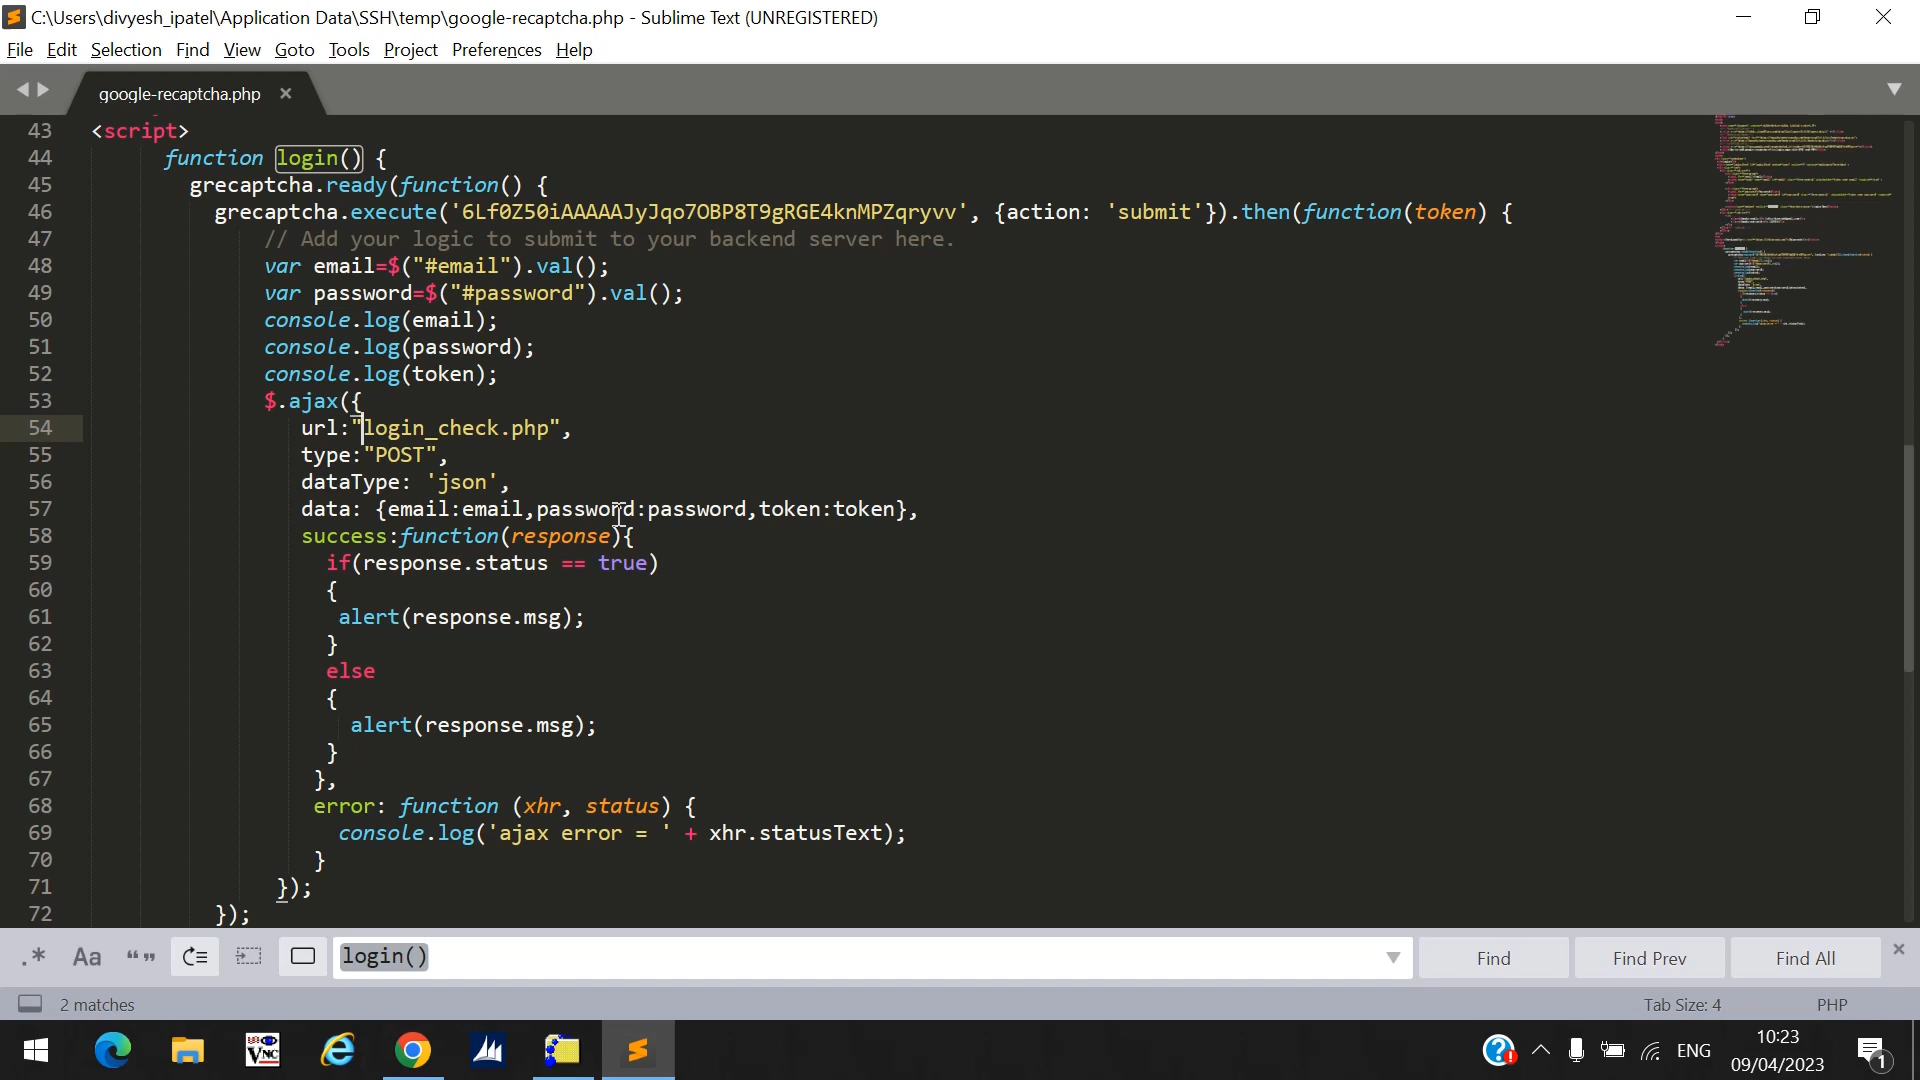 C:\Users\divyesh_ipatel\Application Data\SSH\temp\google-recaptcha.php - Sublime Text (UNREGISTERED)
File Edit Selection Find View Goto Tools Project Preferences Help
google-recaptcha.php
43 <script>
44 function login() {
45 grecaptcha.ready(function() {
46 grecaptcha.execute('6Lf0Z50iAAAAAJyJqo7OBP8T9gRGE4knMPZqryvv', {action: 'submit'}).then(function(token) {
47 // Add your logic to submit to your backend server here.
48 var email=$("#email").val();
49 var password=$("#password").val();
50 console.log(email);
51 console.log(password);
52 console.log(token);
53 $.ajax({
54 url:"login_check.php",
55 type:"POST",
56 dataType: 'json',
57 data: {email:email,password:password,token:token},
58 success:function(response){
59 if(response.status == true)
60 {
61 alert(response.msg);
62 }
63 else
64 {
65 alert(response.msg);
66 }
67 },
68 error: function (xhr, status) {
69 console.log('ajax error = ' + xhr.statusText);
70 }
71 });
72 });
.* Aa “ ” login() Find Find Prev Find All
2 matches Tab Size: 4 PHP
ENG
10:23
09/04/2023
1